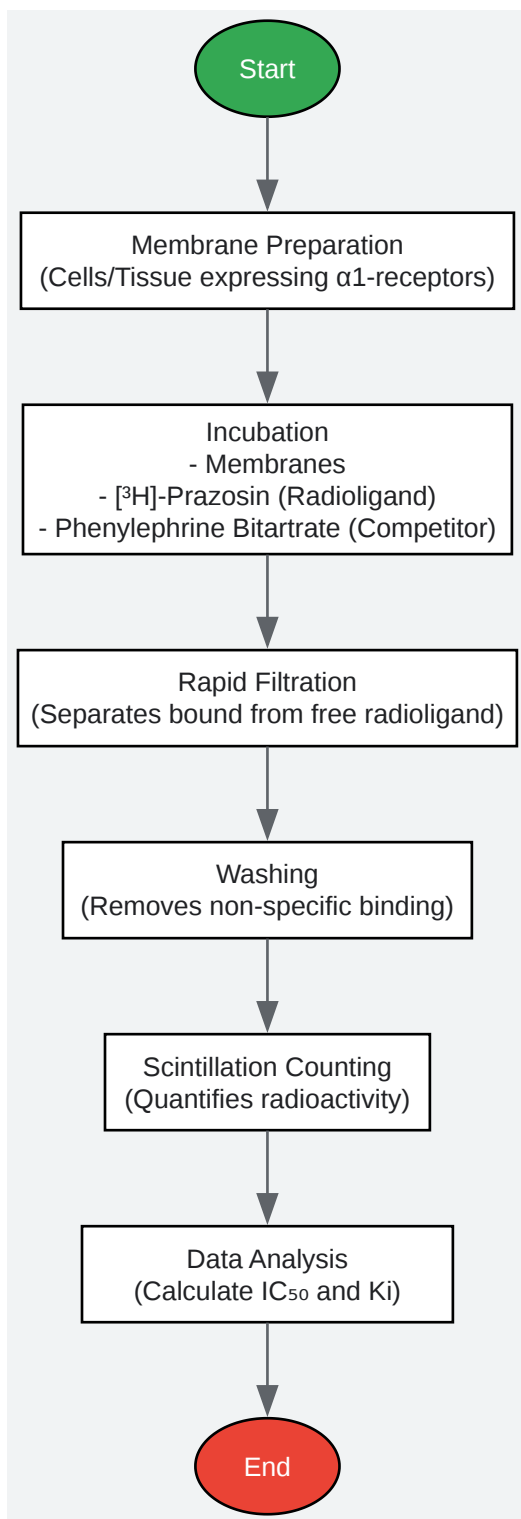 Start
Membrane Preparation
(Cells/Tissue expressing α1-receptors)
Incubation
- Membranes
- [³H]-Prazosin (Radioligand)
- Phenylephrine Bitartrate (Competitor)
Rapid Filtration
(Separates bound from free radioligand)
Washing
(Removes non-specific binding)
Scintillation Counting
(Quantifies radioactivity)
Data Analysis
(Calculate IC₅₀ and Ki)
End